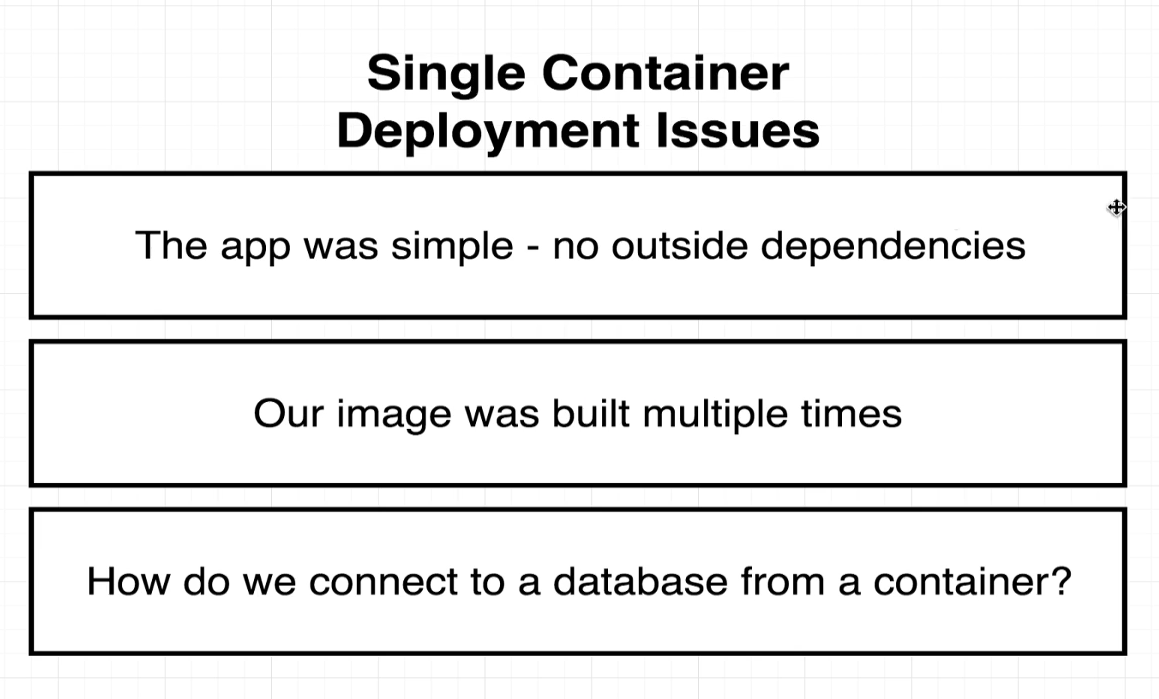 Single Container
Deployment Issues
The app was simple - no outside dependencies
Our image was built multiple times
How do we connect to a database from a container?